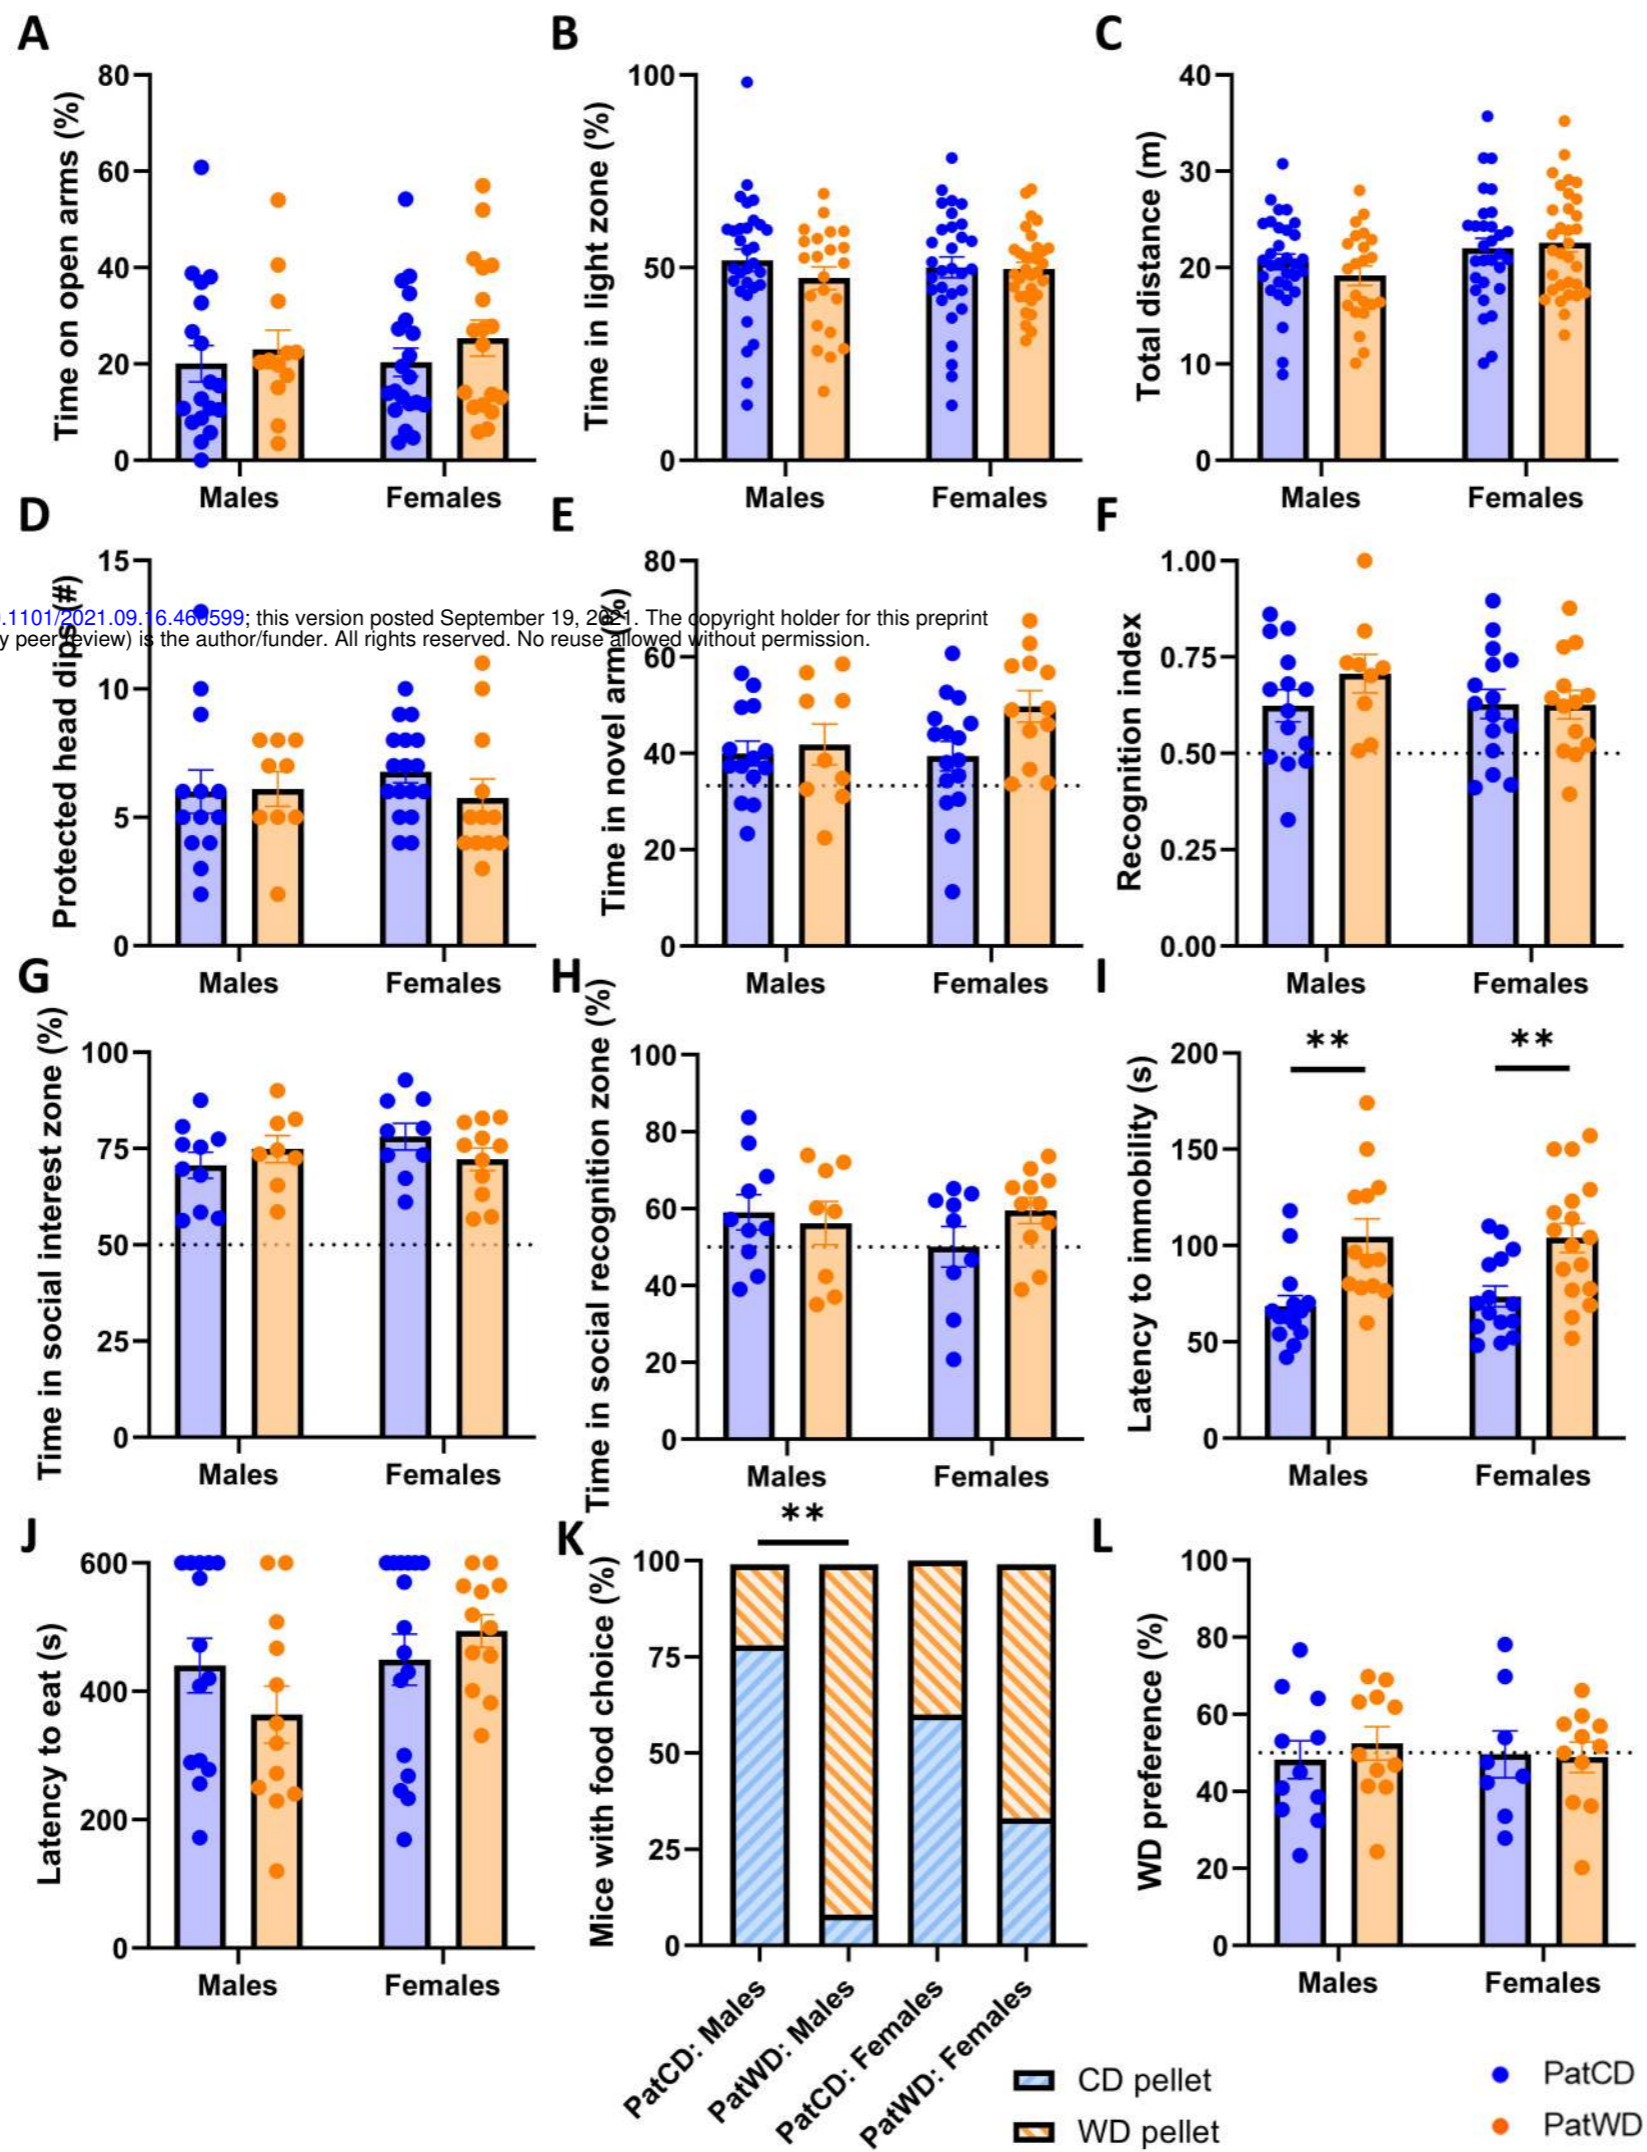 A
B
C
Time on open arms (%)
80
60
40
20
0
Males
Females
Time in light zone (%)
100
50
0
Males
Females
Total distance (m)
40
30
20
10
0
Males
Females
D
E
F
Protected head dips (#)
15
10
5
0
Males
Females
Time in novel arm (%)
80
60
40
20
0
Males
Females
Recognition index
1.00
0.75
0.50
0.25
0.00
Males
Females
.1101/2021.09.16.460599; this version posted September 19, 2021. The copyright holder for this preprint
y peer review) is the author/funder. All rights reserved. No reuse allowed without permission.
G
H
I
Time in social interest zone (%)
100
75
50
25
0
Males
Females
Time in social recognition zone (%)
100
80
60
40
20
0
Males
Females
Latency to immobility (s)
200
150
100
50
0
**
**
Males
Females
J
K
L
Latency to eat (s)
600
400
200
0
Males
Females
Mice with food choice (%)
100
75
50
25
0
**
PatCD: Males
PatWD: Males
PatCD: Females
PatWD: Females
WD preference (%)
100
80
60
40
20
0
Males
Females
CD pellet
WD pellet
PatCD
PatWD